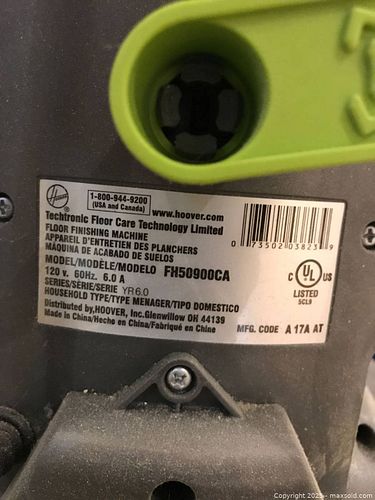 Hoover
®
1-800-944-9200
(USA and Canada)
www.hoover.com
Techtronic Floor Care Technology Limited
FLOOR FINISHING MACHINE
APPAREIL D'ENTRETIEN DES PLANCHERS
MAQUINA DE ACABADO DE SUELOS
MODEL/MODÈLE/MODELO FH50900CA
120 v. 60Hz. 6.0 A
SERIES/SÉRIE/SERIE YR6.0
HOUSEHOLD TYPE/TYPE MENAGER/TIPO DOMESTICO
Distributed by,HOOVER, Inc.Glenwillow OH 44139
Made in China/Hecho en China/Fabriqué en Chine
0 73502 03823 9
C UL US
LISTED
5CL9
MFG. CODE A 17A AT
Copyright 2025 - maxsold.com